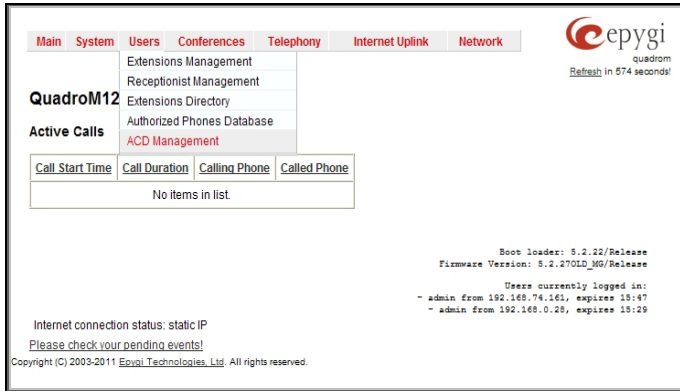 Main System Users Conferences Telephony Internet Uplink Network
epygi
quadrom
Refresh in 574 seconds!
Extensions Management
Receptionist Management
Extensions Directory
Authorized Phones Database
ACD Management
QuadroM12
Active Calls
Call Start Time Call Duration Calling Phone Called Phone
No items in list.
Boot loader: 5.2.22/Release
Firmware Version: 5.2.27OLD_MG/Release
Users currently logged in:
- admin from 192.168.74.161, expires 15:47
- admin from 192.168.0.28, expires 15:29
Internet connection status: static IP
Please check your pending events!
Copyright (C) 2003-2011 Epygi Technologies, Ltd. All rights reserved.